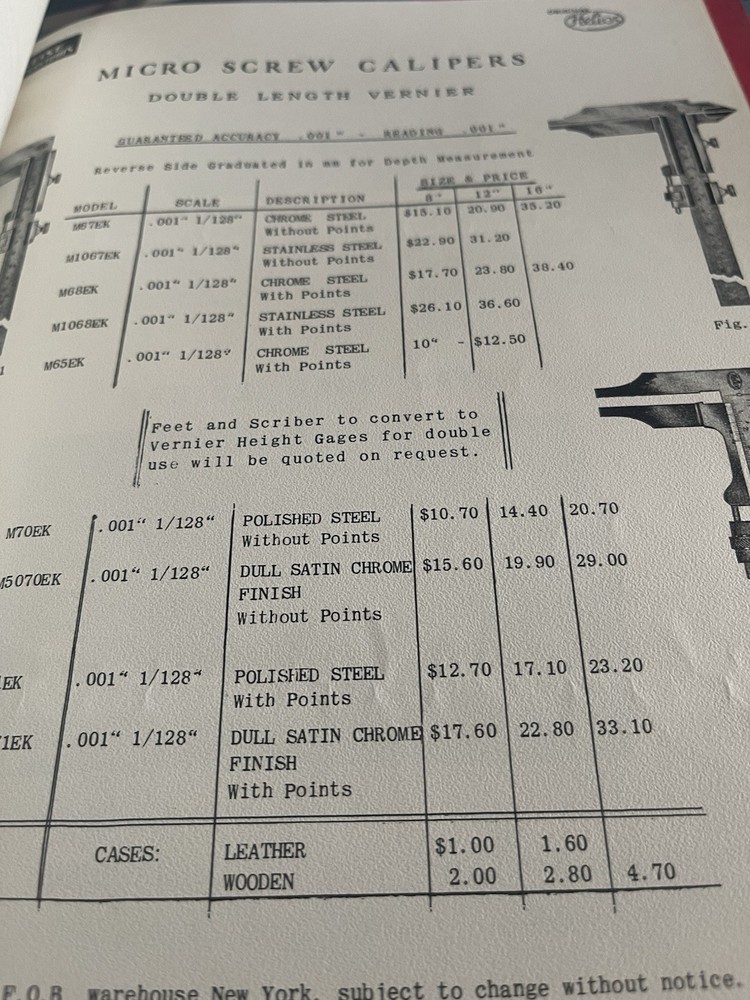 Helios
MICRO SCREW CALIPERS
DOUBLE LENGTH VERNIER
GUARANTEED ACCURACY .001" - READING .001"
Reverse Side Graduated in mm for Depth Measurement
SIZE & PRICE
MODEL SCALE DESCRIPTION 8" 12" 16"
M67EK .001" 1/128" CHROME STEEL $15.10 20.90 35.20
Without Points
M1067EK .001" 1/128" STAINLESS STEEL $22.90 31.20
Without Points
M68EK .001" 1/128" CHROME STEEL $17.70 23.80 38.40
With Points
M1068EK .001" 1/128" STAINLESS STEEL $26.10 36.60
With Points
M65EK .001" 1/128" CHROME STEEL 10" - $12.50
With Points
Fig.
Feet and Scriber to convert to
Vernier Height Gages for double
use will be quoted on request.
M70EK .001" 1/128" POLISHED STEEL $10.70 14.40 20.70
Without Points
M5070EK .001" 1/128" DULL SATIN CHROME $15.60 19.90 29.00
FINISH
Without Points
EK .001" 1/128" POLISHED STEEL $12.70 17.10 23.20
With Points
1EK .001" 1/128" DULL SATIN CHROME $17.60 22.80 33.10
FINISH
With Points
CASES: LEATHER $1.00 1.60
WOODEN 2.00 2.80 4.70
F.O.B. warehouse New York, subject to change without notice.